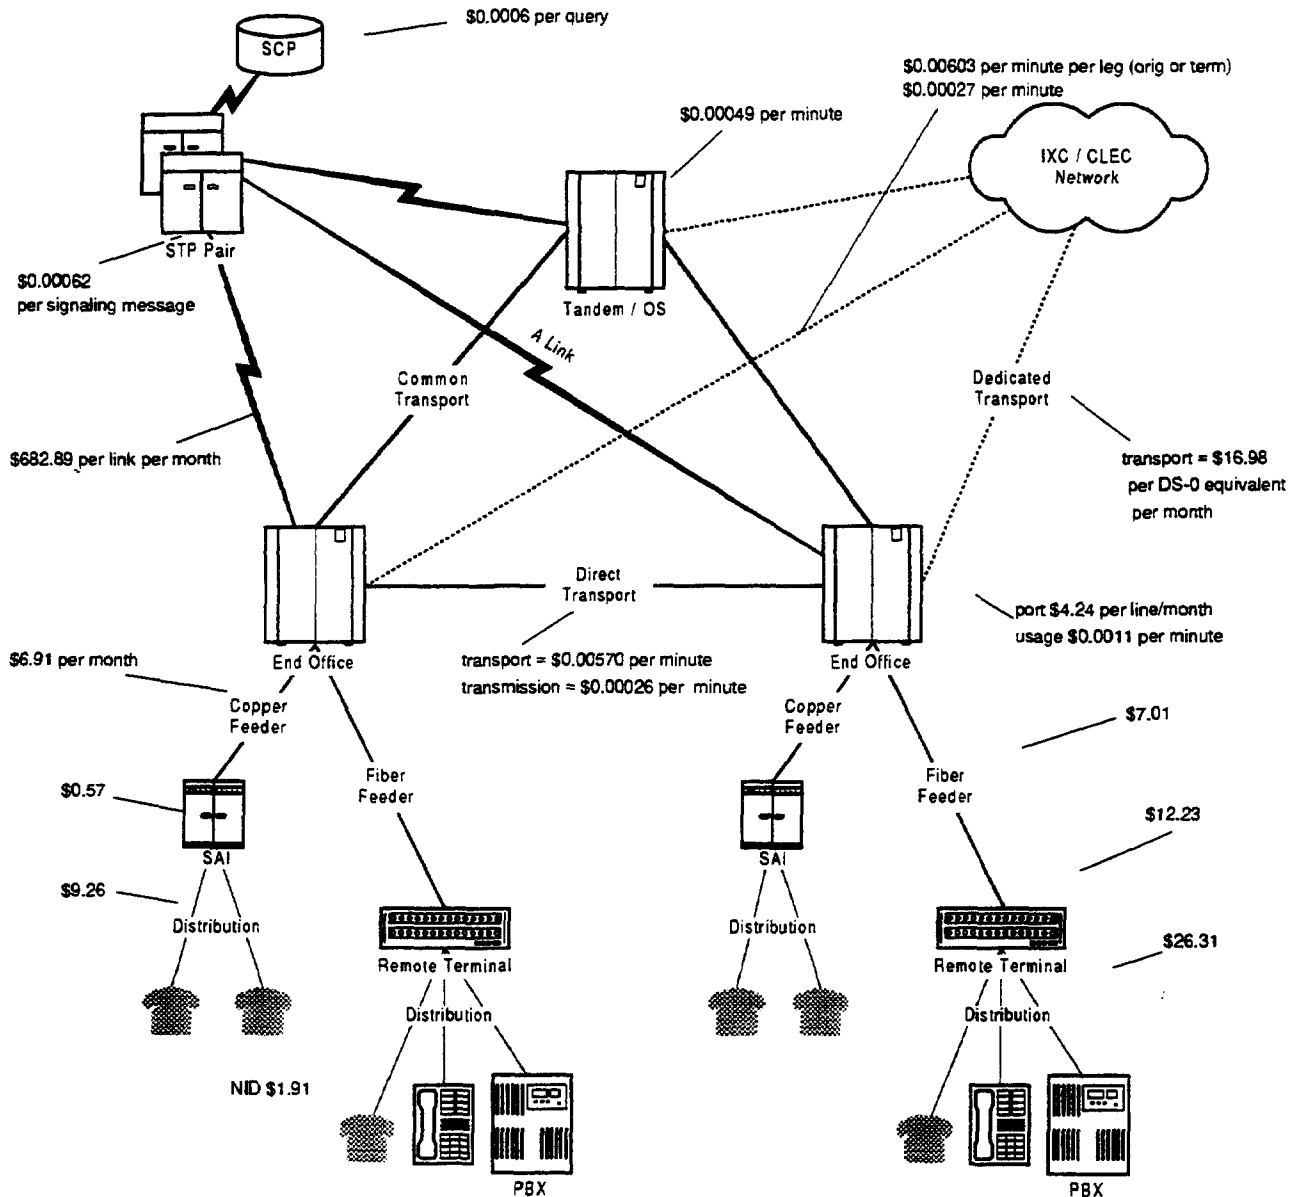 $0.0006 per query
SCP
$0.00603 per minute per leg (orig or term)
$0.00027 per minute
$0.00049 per minute
IXC / CLEC
Network
STP Pair
$0.00062
per signaling message
Tandem / OS
A Link
Common
Transport
Dedicated
Transport
$682.89 per link per month
transport = $16.98
per DS-0 equivalent
per month
Direct
Transport
port $4.24 per line/month
usage $0.0011 per minute
End Office
End Office
$6.91 per month
transport = $0.00570 per minute
transmission = $0.00026 per minute
Copper
Feeder
Copper
Feeder
$7.01
Fiber
Feeder
Fiber
Feeder
$0.57
$12.23
SAI
SAI
$9.26
Distribution
Distribution
$26.31
Remote Terminal
Remote Terminal
Distribution
Distribution
NID $1.91
PBX
PBX